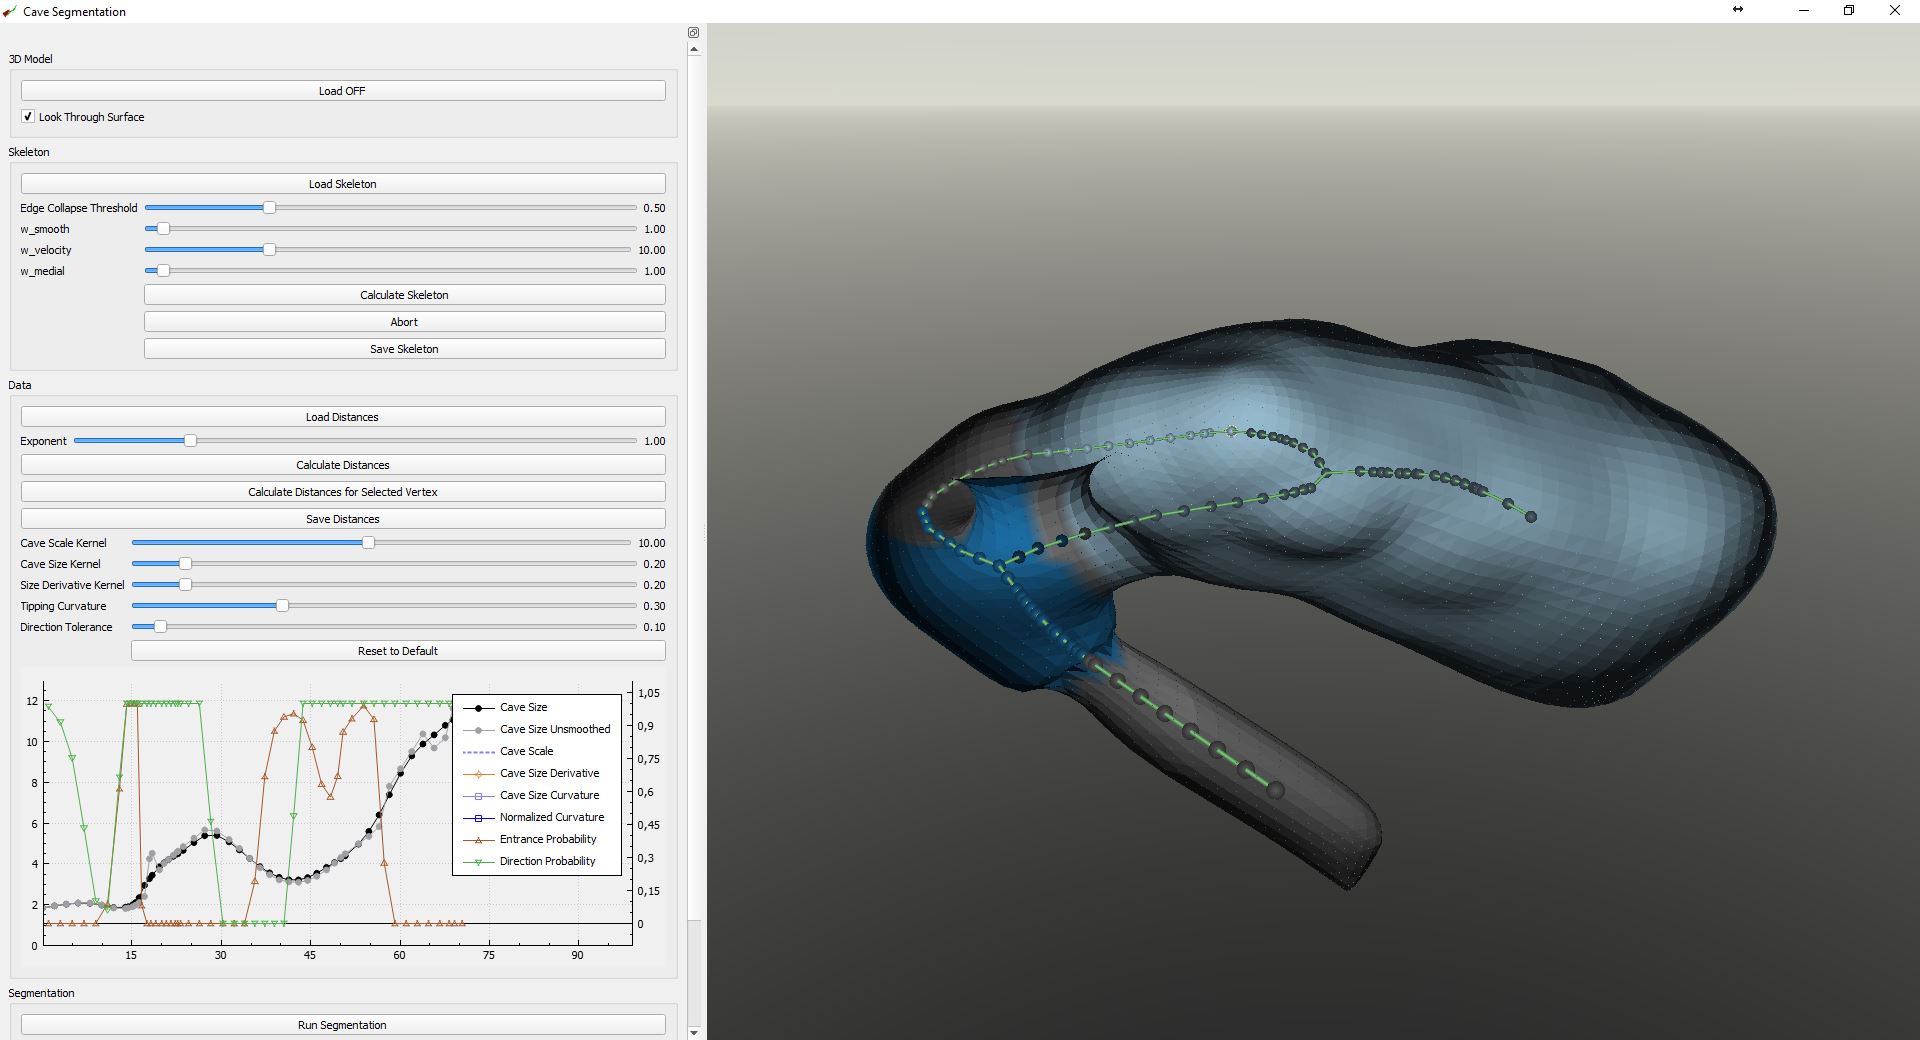 Cave Segmentation
3D Model
Load OFF
Look Through Surface
Skeleton
Load Skeleton
Edge Collapse Threshold 0.50
w_smooth 1.00
w_velocity 10.00
w_medial 1.00
Calculate Skeleton
Abort
Save Skeleton
Data
Load Distances
Exponent 1.00
Calculate Distances
Calculate Distances for Selected Vertex
Save Distances
Cave Scale Kernel 10.00
Cave Size Kernel 0.20
Size Derivative Kernel 0.20
Tipping Curvature 0.30
Direction Tolerance 0.10
Reset to Default
12
10
8
6
4
2
0
15 30 45 60 75 90
1,05
0,9
0,75
0,6
0,45
0,3
0,15
0
Cave Size
Cave Size Unsmoothed
Cave Scale
Cave Size Derivative
Cave Size Curvature
Normalized Curvature
Entrance Probability
Direction Probability
Segmentation
Run Segmentation